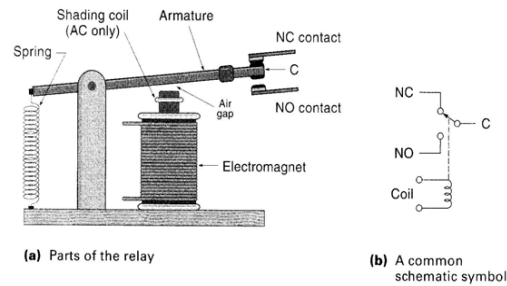 Shading coil
(AC only)
Armature
Spring
NC contact
C
Air
gap
NO contact
Electromagnet
(a) Parts of the relay
NC
C
NO
Coil
(b) A common
schematic symbol